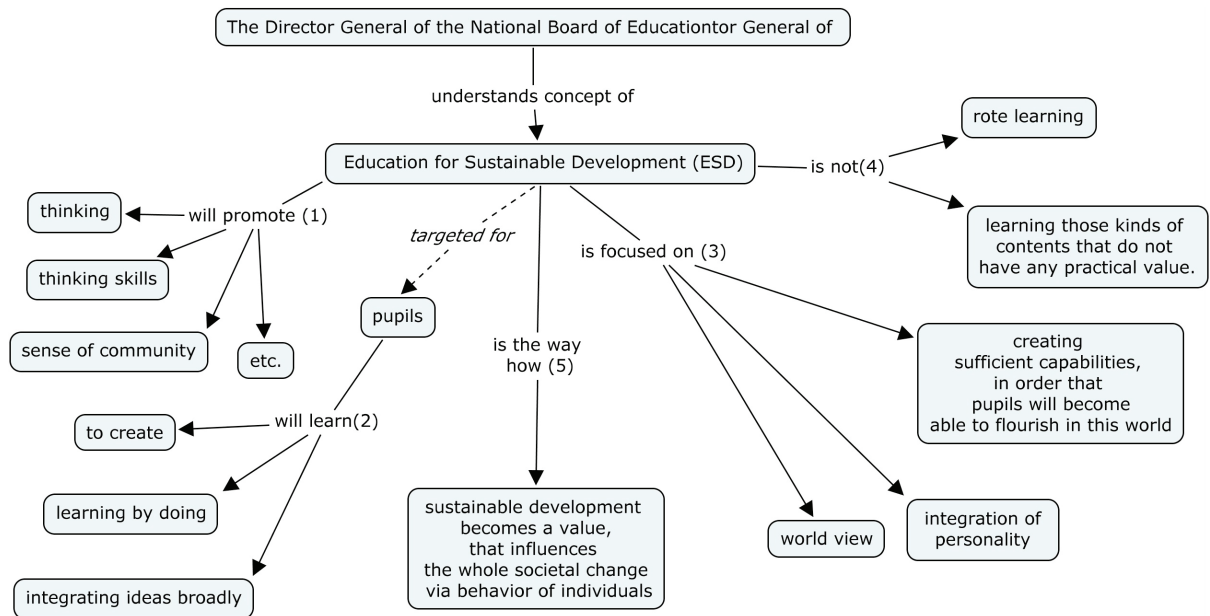 The Director General of the National Board of Educationtor General of
understands concept of
Education for Sustainable Development (ESD)
is not(4)
rote learning
learning those kinds of
contents that do not
have any practical value.
will promote (1)
thinking
thinking skills
sense of community
etc.
targeted for
pupils
will learn(2)
to create
learning by doing
integrating ideas broadly
is the way
how (5)
sustainable development
becomes a value,
that influences
the whole societal change
via behavior of individuals
is focused on (3)
world view
integration of
personality
creating
sufficient capabilities,
in order that
pupils will become
able to flourish in this world